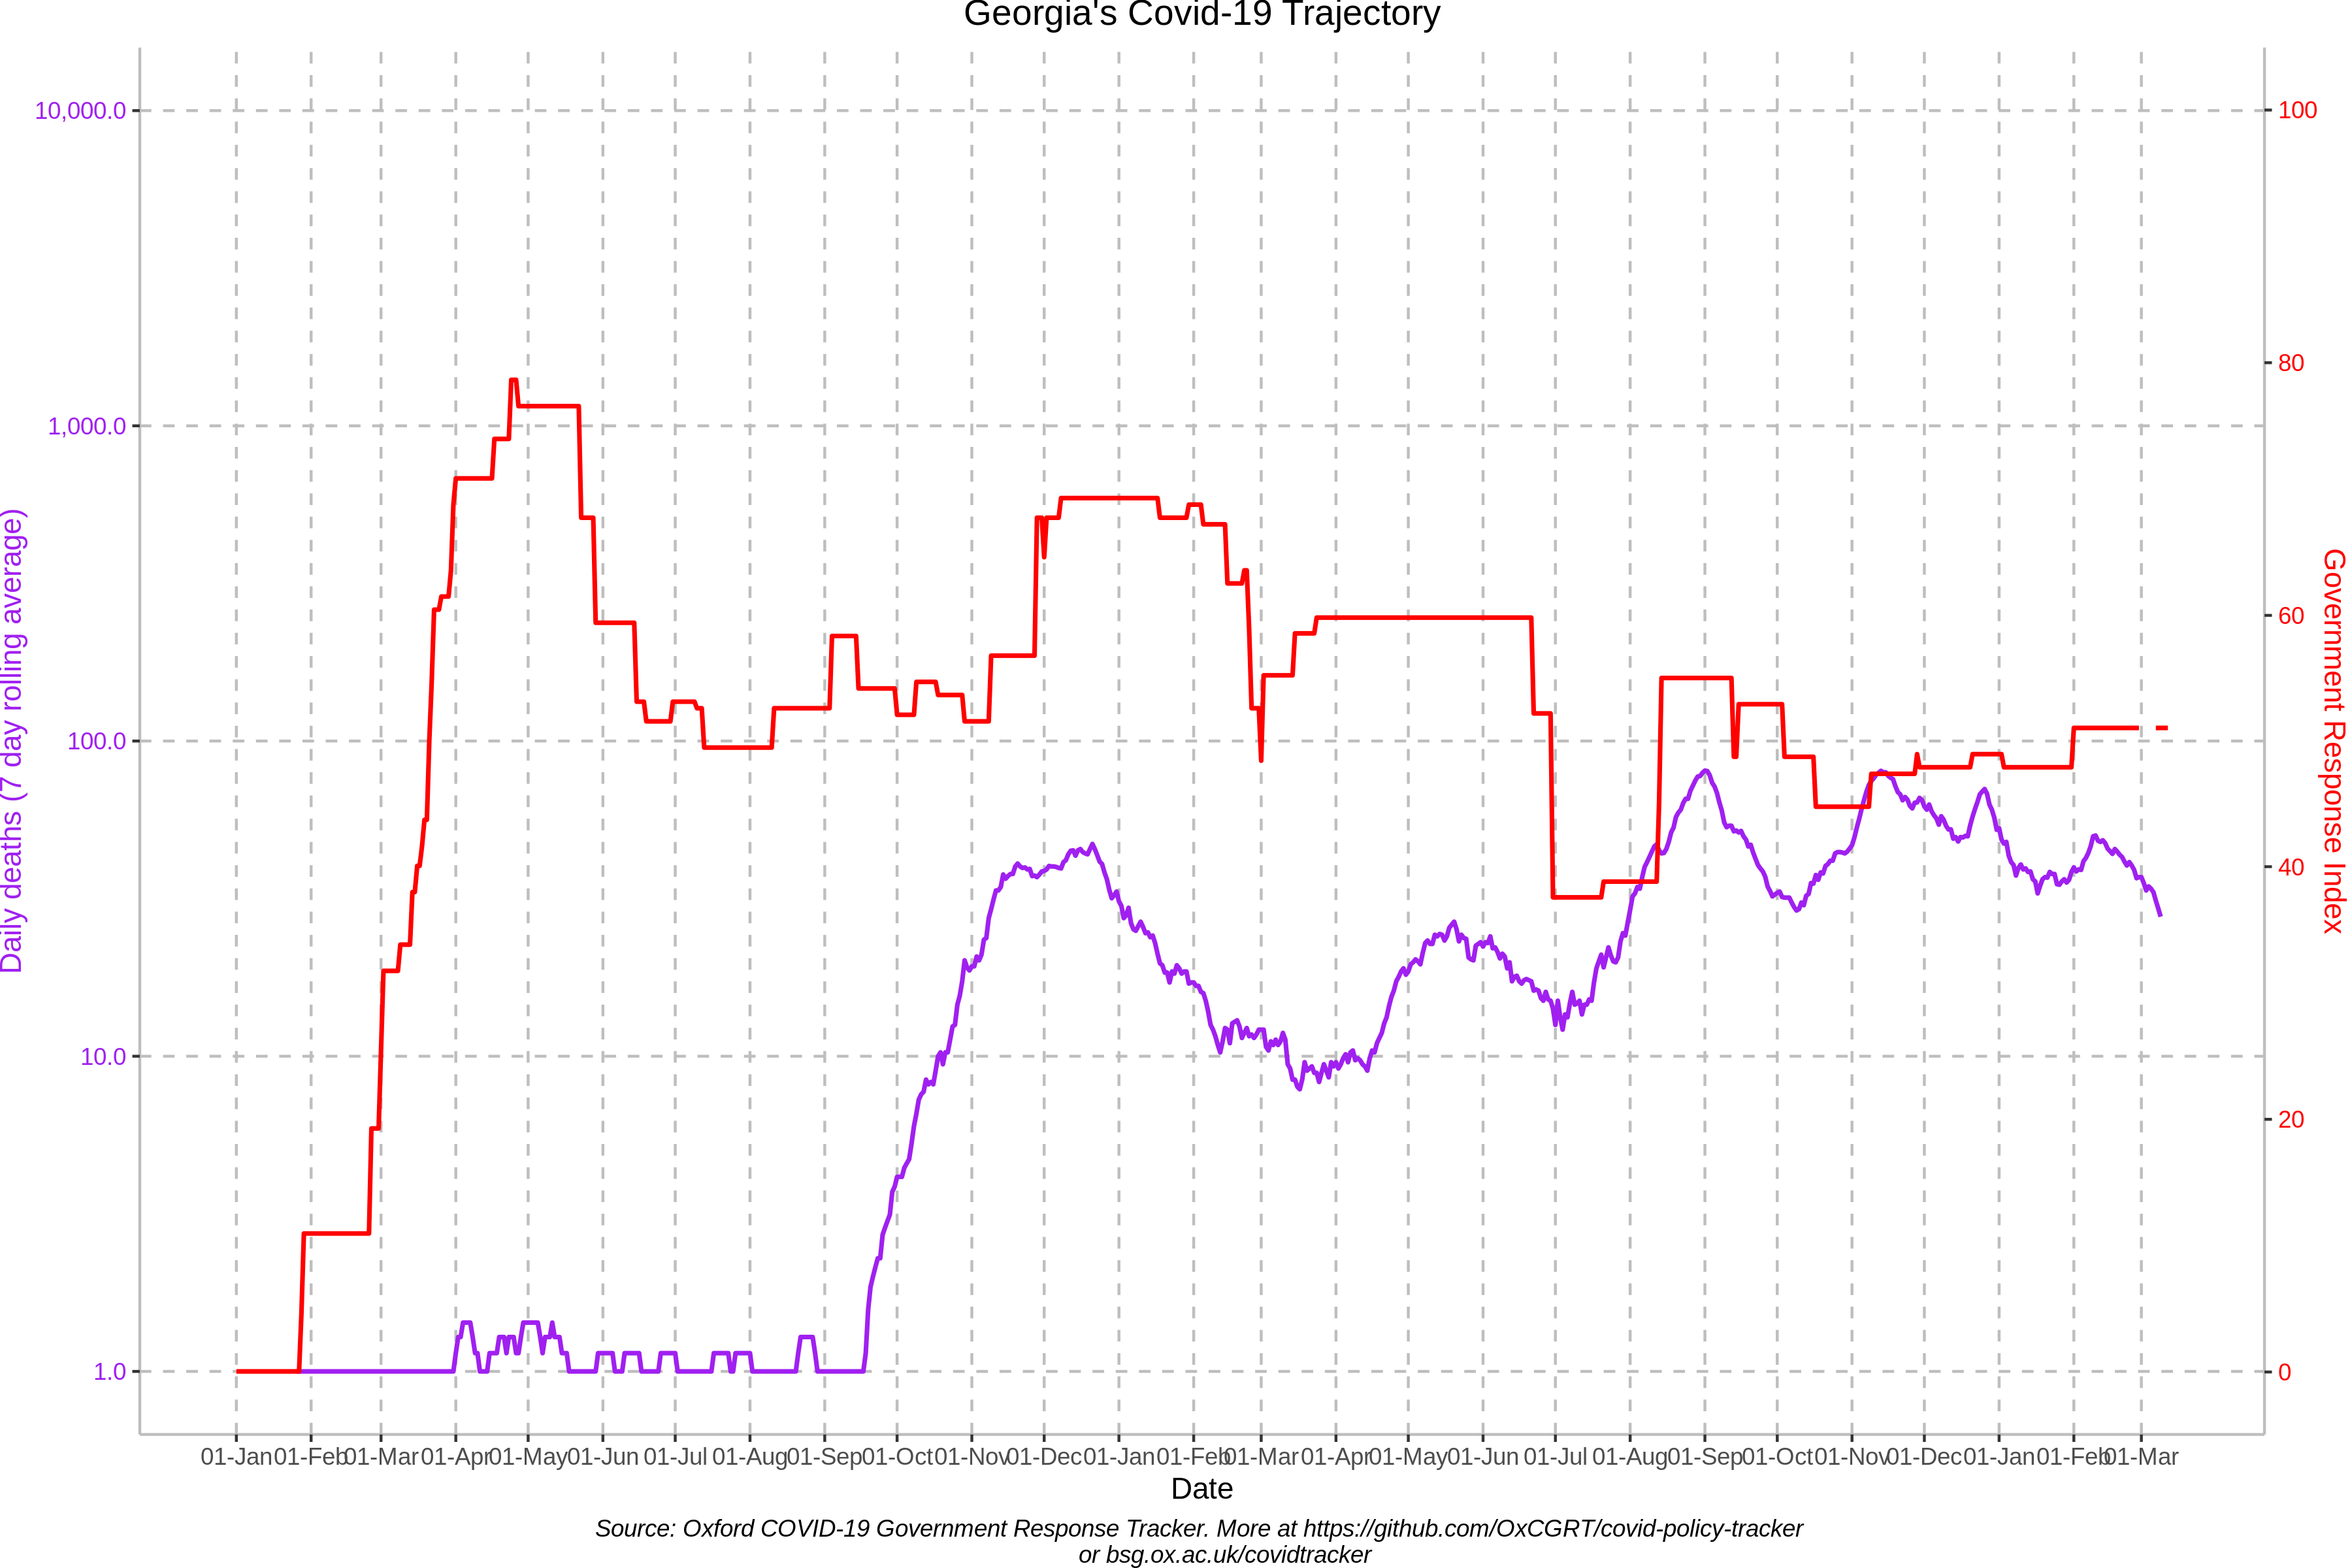 Georgia's Covid-19 Trajectory
10,000.0
1,000.0
100.0
10.0
1.0
Daily deaths (7 day rolling average)
100
80
60
40
20
0
Government Response Index
01-Jan 01-Feb 01-Mar 01-Apr 01-May 01-Jun 01-Jul 01-Aug 01-Sep 01-Oct 01-Nov 01-Dec 01-Jan 01-Feb 01-Mar 01-Apr 01-May 01-Jun 01-Jul 01-Aug 01-Sep 01-Oct 01-Nov 01-Dec 01-Jan 01-Feb 01-Mar
Date
Source: Oxford COVID-19 Government Response Tracker. More at https://github.com/OxCGRT/covid-policy-tracker
or bsg.ox.ac.uk/covidtracker